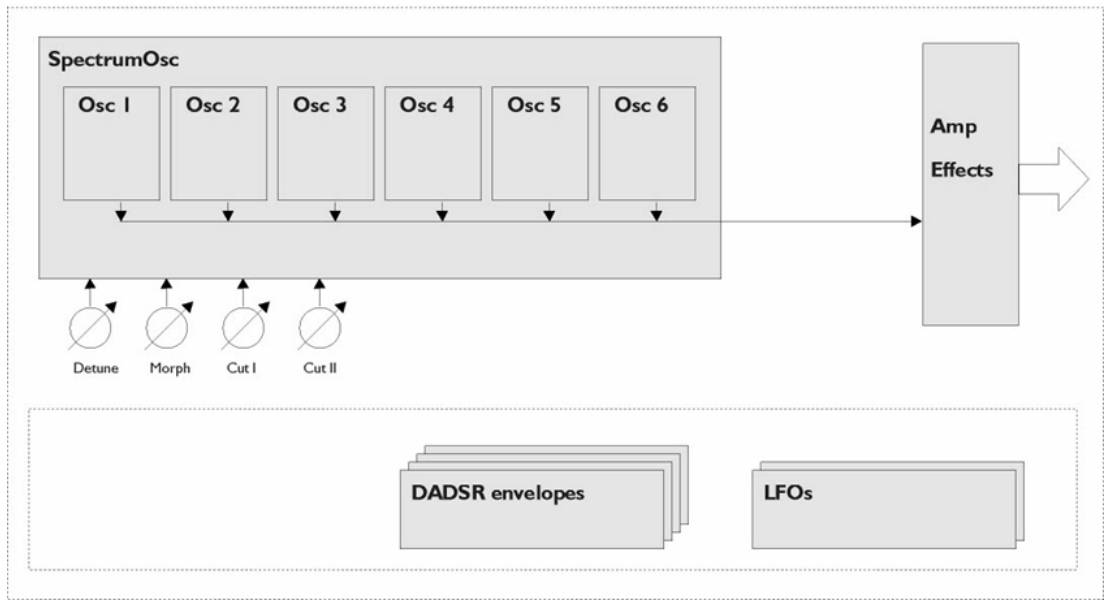 SpectrumOsc
Osc 1 Osc 2 Osc 3 Osc 4 Osc 5 Osc 6
Amp
Effects
Detune Morph Cut I Cut II
DADSR envelopes LFOs